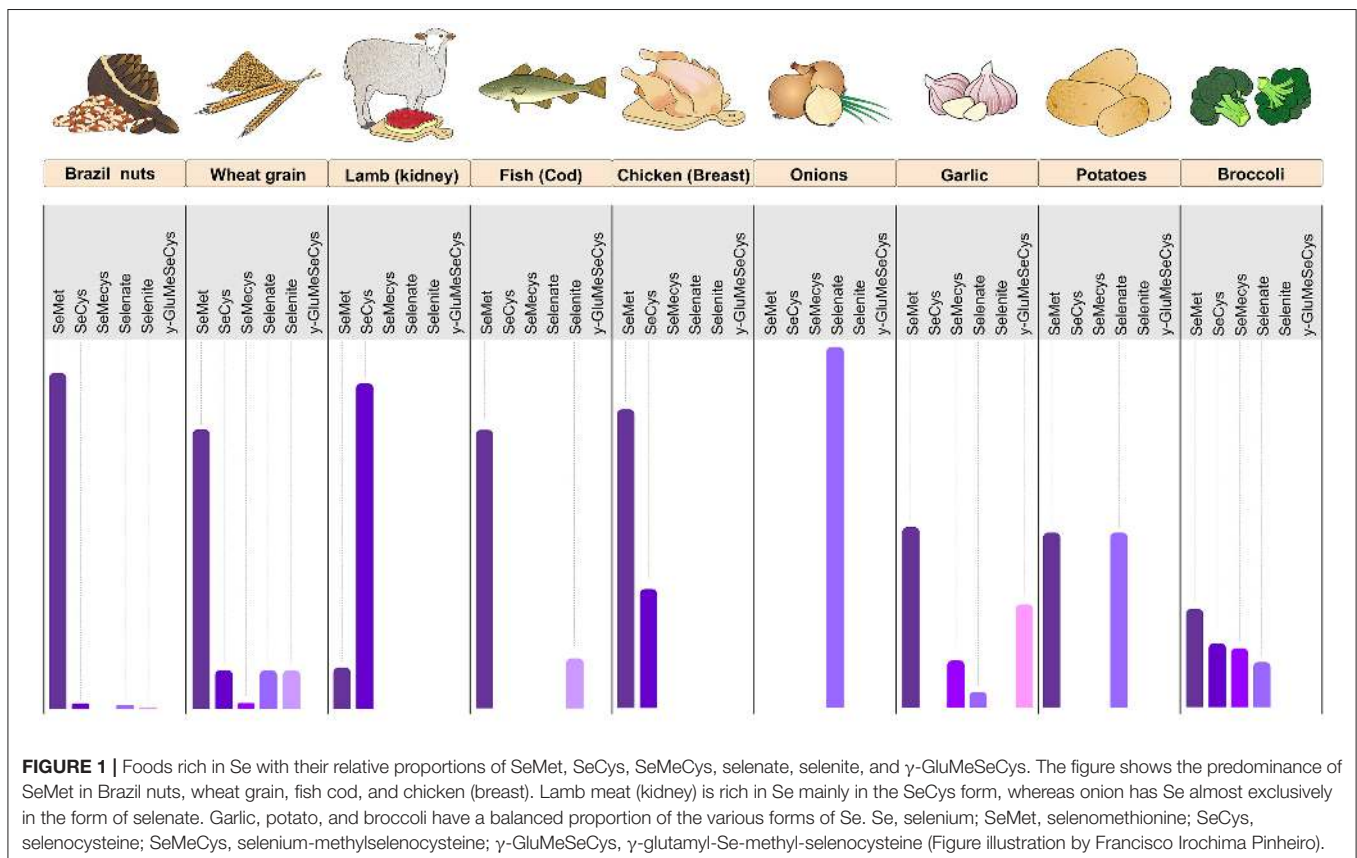 Brazil nuts
Wheat grain
Lamb (kidney)
Fish (Cod)
Chicken (Breast)
Onions
Garlic
Potatoes
Broccoli
SeMet
SeCys
SeMecys
Selenate
Selenite
y-GluMeSeCys
SeMet
SeCys
SeMecys
Selenate
Selenite
y-GluMeSeCys
SeMet
SeCys
SeMecys
Selenate
Selenite
y-GluMeSeCys
SeMet
SeCys
SeMecys
Selenate
Selenite
y-GluMeSeCys
SeMet
SeCys
SeMecys
Selenate
Selenite
y-GluMeSeCys
SeMet
SeCys
SeMecys
Selenate
Selenite
y-GluMeSeCys
SeMet
SeCys
SeMecys
Selenate
Selenite
y-GluMeSeCys
SeMet
SeCys
SeMecys
Selenate
Selenite
y-GluMeSeCys
SeMet
SeCys
SeMecys
Selenate
Selenite
y-GluMeSeCys
FIGURE 1 | Foods rich in Se with their relative proportions of SeMet, SeCys, SeMeCys, selenate, selenite, and γ-GluMeSeCys. The figure shows the predominance of
SeMet in Brazil nuts, wheat grain, fish cod, and chicken (breast). Lamb meat (kidney) is rich in Se mainly in the SeCys form, whereas onion has Se almost exclusively
in the form of selenate. Garlic, potato, and broccoli have a balanced proportion of the various forms of Se. Se, selenium; SeMet, selenomethionine; SeCys,
selenocysteine; SeMeCys, selenium-methylselenocysteine; γ-GluMeSeCys, γ-glutamyl-Se-methyl-selenocysteine (Figure illustration by Francisco Irochima Pinheiro).